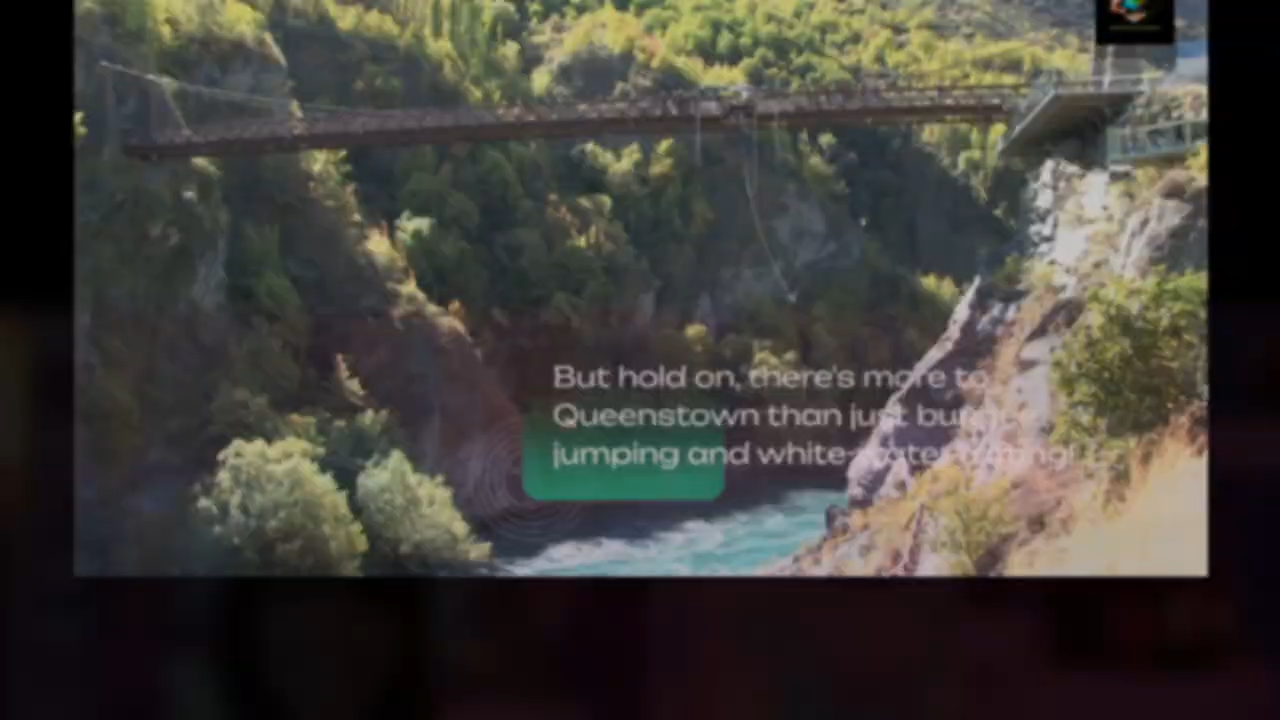 But hold on, there's more to
Queenstown than just
jumping and